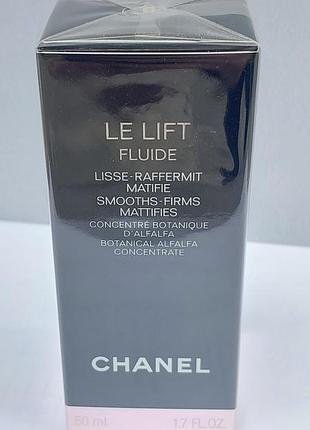 LE LIFT
FLUIDE
LISSE-RAFFERMIT
MATIFIE
SMOOTHS-FIRMS
MATTIFIES
CONCENTRÉ BOTANIQUE
D'ALFALFA
BOTANICAL ALFALFA
CONCENTRATE
CHANEL
50 ml 1.7 FL.OZ.